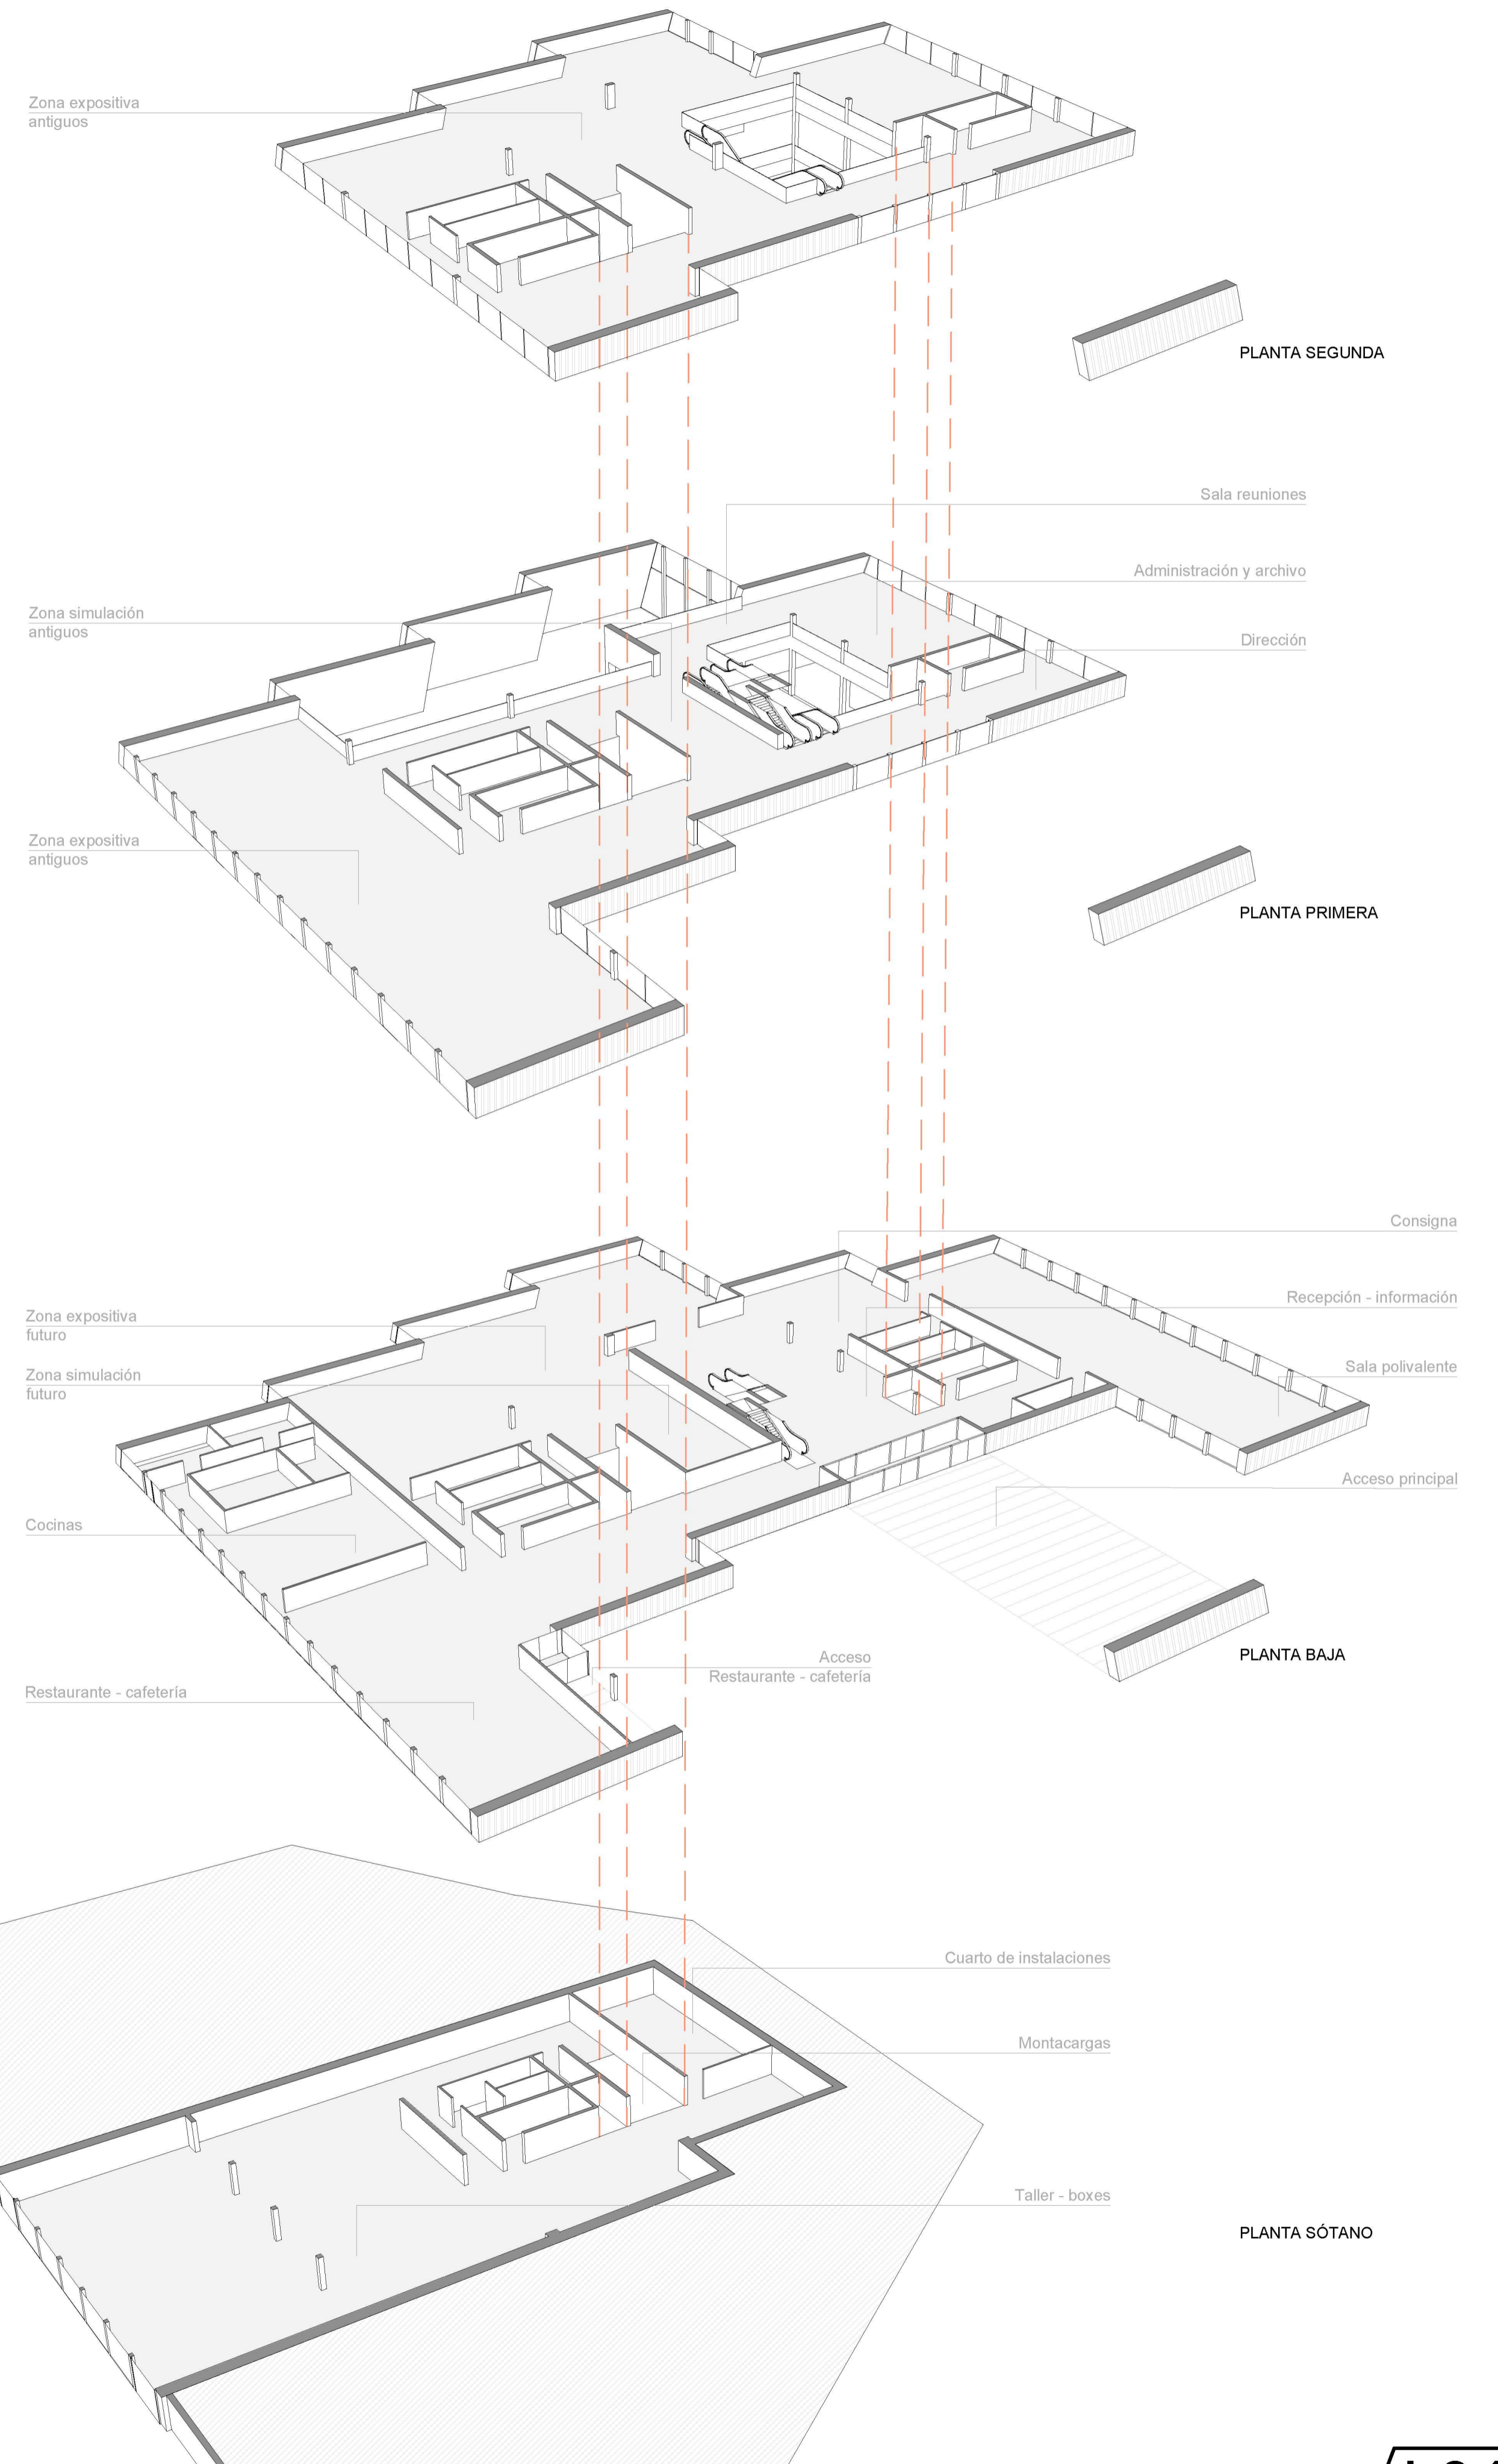 Zona expositiva
antiguos
PLANTA SEGUNDA
Sala reuniones
Administración y archivo
Zona simulación
antiguos
Dirección
Zona expositiva
antiguos
PLANTA PRIMERA
Consigna
Recepción - información
Zona expositiva
futuro
Sala polivalente
Zona simulación
futuro
Acceso principal
Cocinas
Acceso
Restaurante - cafetería
PLANTA BAJA
Restaurante - cafetería
Cuarto de instalaciones
Montacargas
Taller - boxes
PLANTA SÓTANO